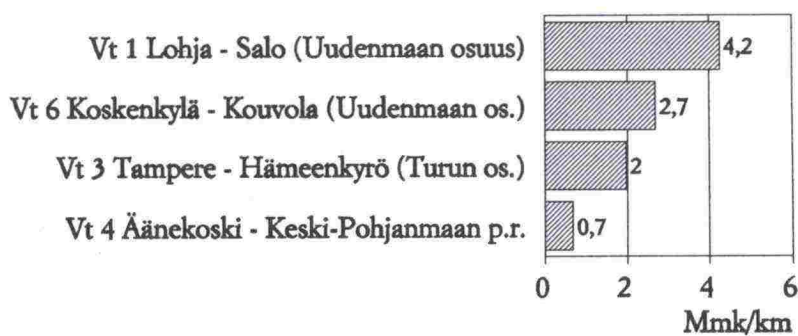 Vt 1 Lohja - Salo (Uudenmaan osuus)
4,2
Vt 6 Koskenkylä - Kouvola (Uudenmaan os.)
2,7
Vt 3 Tampere - Hämeenkyrö (Turun os.)
2
Vt 4 Äänekoski - Keski-Pohjanmaan p.r.
0,7
0 2 4 6
Mmk/km